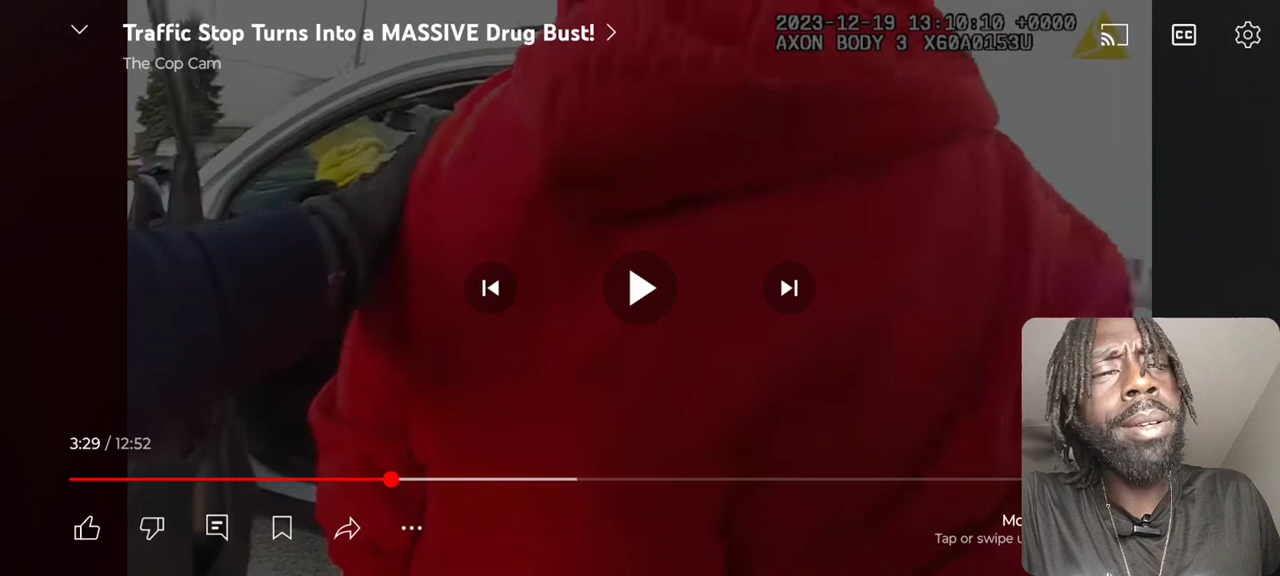 Traffic Stop Turns Into a MASSIVE Drug Bust!
The Cop Cam
2023-12-19 13:10:10 +0000
AXON BODY 3 X60A0153U
CC
3:29 / 12:52
Tap or swipe